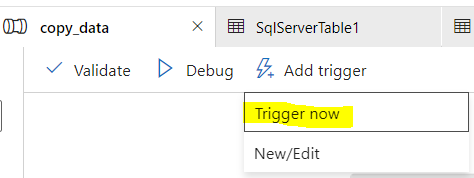 copy_data
SqlServerTable1
Validate
Debug
Add trigger
Trigger now
New/Edit